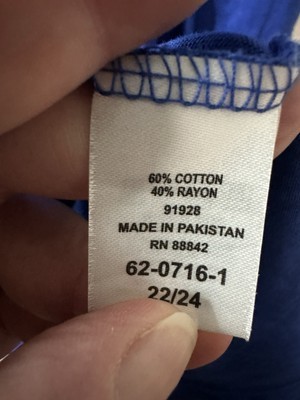 60% COTTON
40% RAYON
91928
MADE IN PAKISTAN
RN 88842
62-0716-1
22/24